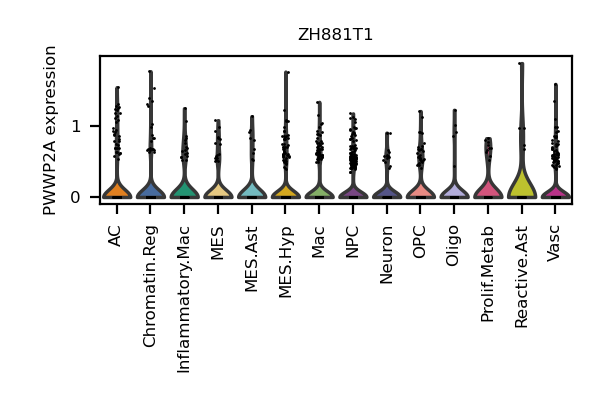 ZH881T1
PWWP2A expression
1
0
AC
Chromatin.Reg
Inflammatory.Mac
MES
MES.Ast
MES.Hyp
Mac
NPC
Neuron
OPC
Oligo
Prolif.Metab
Reactive.Ast
Vasc